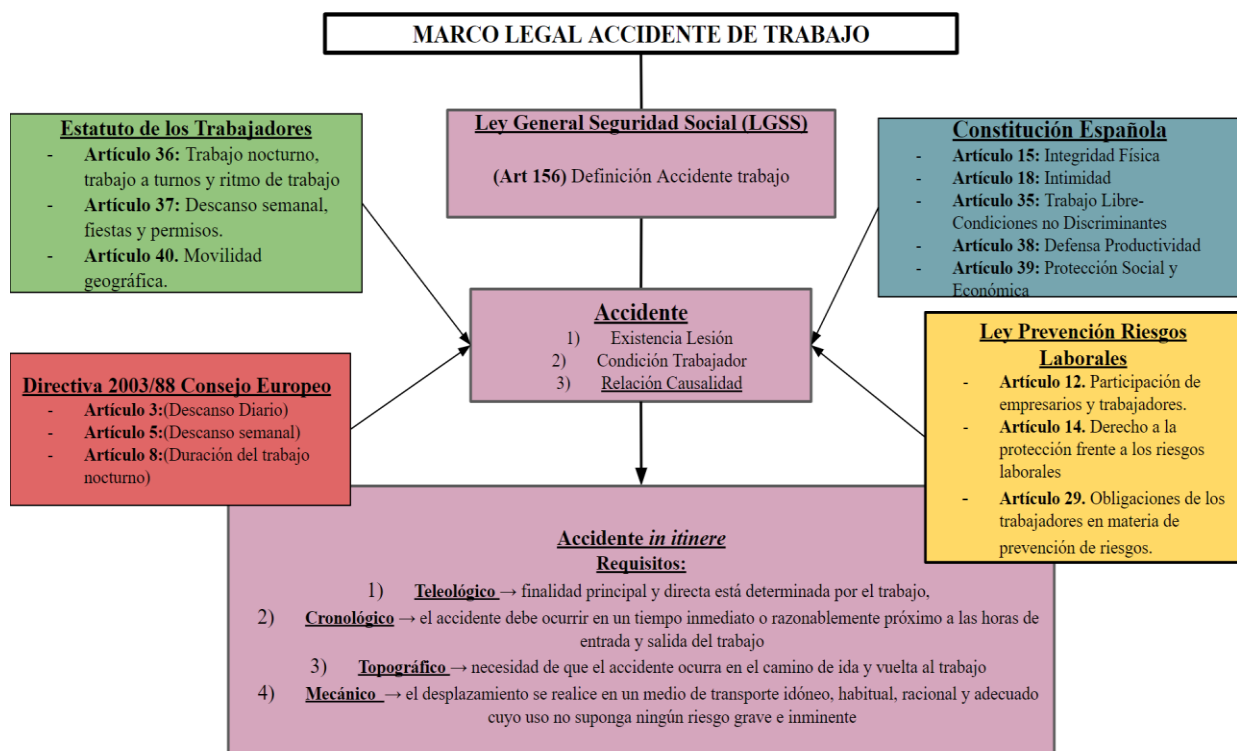 MARCO LEGAL ACCIDENTE DE TRABAJO
Estatuto de los Trabajadores
- Artículo 36: Trabajo nocturno,
trabajo a turnos y ritmo de trabajo
- Artículo 37: Descanso semanal,
fiestas y permisos.
- Artículo 40. Movilidad
geográfica.
Ley General Seguridad Social (LGSS)
(Art 156) Definición Accidente trabajo
Constitución Española
- Artículo 15: Integridad Física
- Artículo 18: Intimidad
- Artículo 35: Trabajo Libre-
Condiciones no Discriminantes
- Artículo 38: Defensa Productividad
- Artículo 39: Protección Social y
Económica
Accidente
1) Existencia Lesión
2) Condición Trabajador
3) Relación Causalidad
Directiva 2003/88 Consejo Europeo
- Artículo 3:(Descanso Diario)
- Artículo 5:(Descanso semanal)
- Artículo 8:(Duración del trabajo
nocturno)
Ley Prevención Riesgos
Laborales
- Artículo 12. Participación de
empresarios y trabajadores.
- Artículo 14. Derecho a la
protección frente a los riesgos
laborales
- Artículo 29. Obligaciones de los
trabajadores en materia de
prevención de riesgos.
Accidente in itinere
Requisitos:
1) Teleológico → finalidad principal y directa está determinada por el trabajo,
2) Cronológico → el accidente debe ocurrir en un tiempo inmediato o razonablemente próximo a las horas de
entrada y salida del trabajo
3) Topográfico → necesidad de que el accidente ocurra en el camino de ida y vuelta al trabajo
4) Mecánico → el desplazamiento se realice en un medio de transporte idóneo, habitual, racional y adecuado
cuyo uso no suponga ningún riesgo grave e inminente